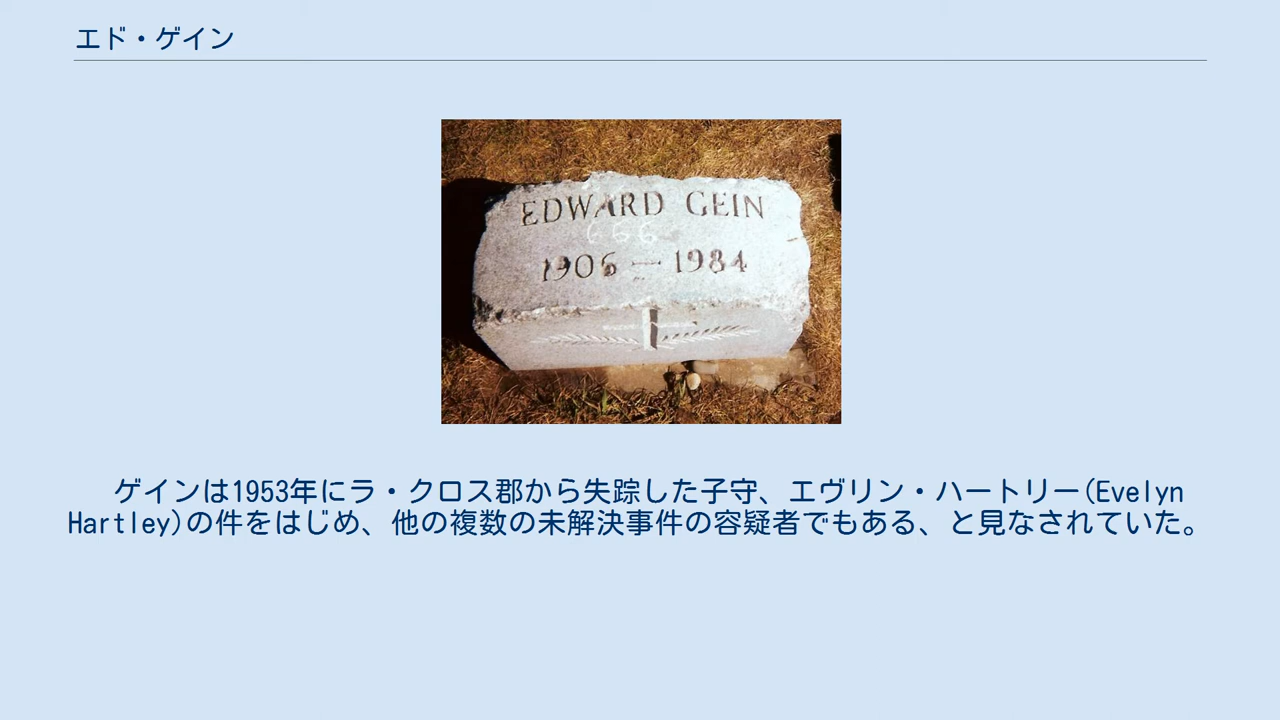 エド・ゲイン
EDWARD GEIN
666
1906 — 1984
ゲインは1953年にラ・クロス郡から失踪した子守、エヴリン・ハートリー(Evelyn
Hartley)の件をはじめ、他の複数の未解決事件の容疑者でもある、と見なされていた。